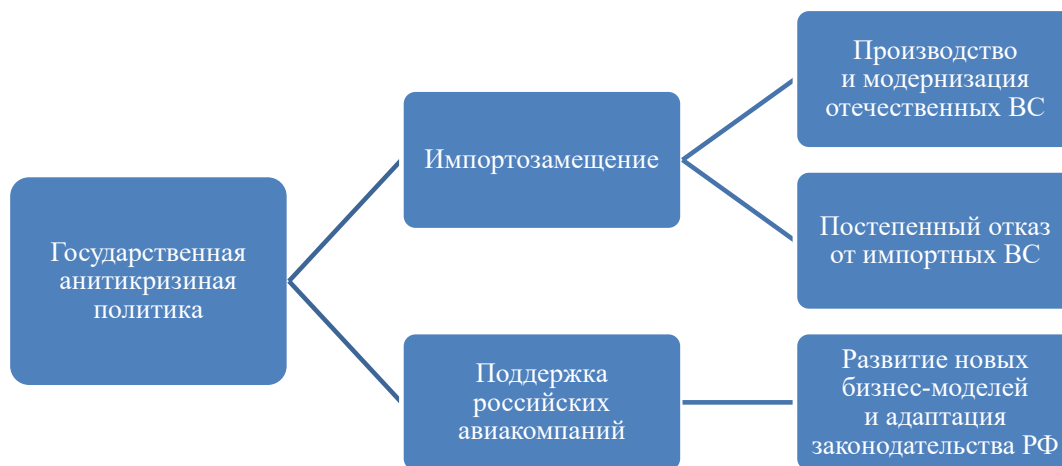 Государственная
анитикризиная
политика
Импортозамещение
Производство
и модернизация
отечественных ВС
Постепенный отказ
от импортных ВС
Поддержка
российских
авиакомпаний
Развитие новых
бизнес-моделей
и адаптация
законодательства РФ